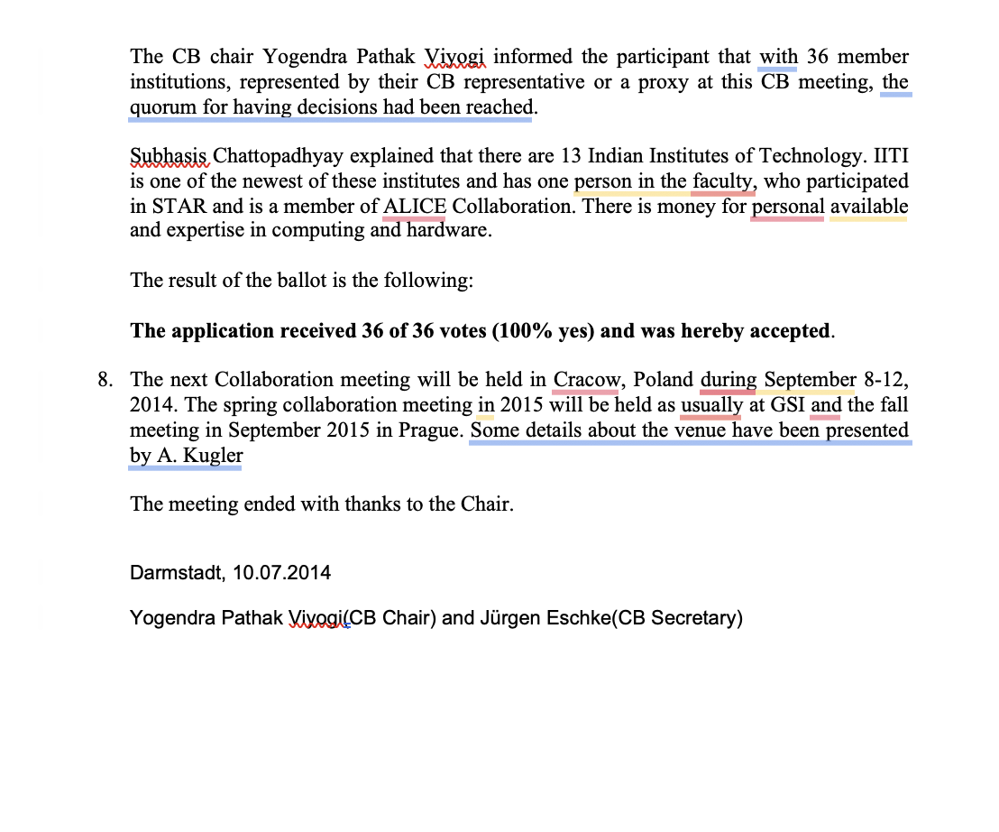 The CB chair Yogendra Pathak Viyogi informed the participant that with 36 member
institutions, represented by their CB representative or a proxy at this CB meeting, the
quorum for having decisions had been reached.
Subhasis Chattopadhyay explained that there are 13 Indian Institutes of Technology. IITI
is one of the newest of these institutes and has one person in the faculty, who participated
in STAR and is a member of ALICE Collaboration. There is money for personal available
and expertise in computing and hardware.
The result of the ballot is the following:
The application received 36 of 36 votes (100% yes) and was hereby accepted.
8. The next Collaboration meeting will be held in Cracow, Poland during September 8-12,
2014. The spring collaboration meeting in 2015 will be held as usually at GSI and the fall
meeting in September 2015 in Prague. Some details about the venue have been presented
by A. Kugler
The meeting ended with thanks to the Chair.
Darmstadt, 10.07.2014
Yogendra Pathak Viyogi(CB Chair) and Jürgen Eschke(CB Secretary)